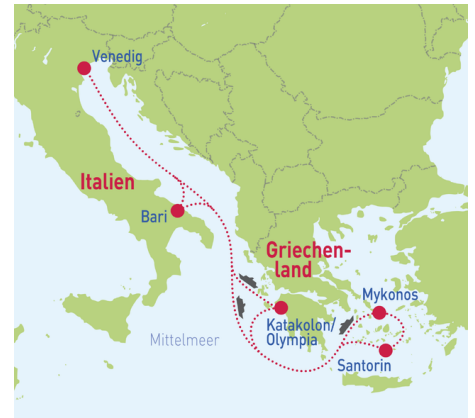 Venedig
Italien
Bari
Griechen-
land
Mykonos
Katakolon/
Olympia
Mittelmeer
Santorin